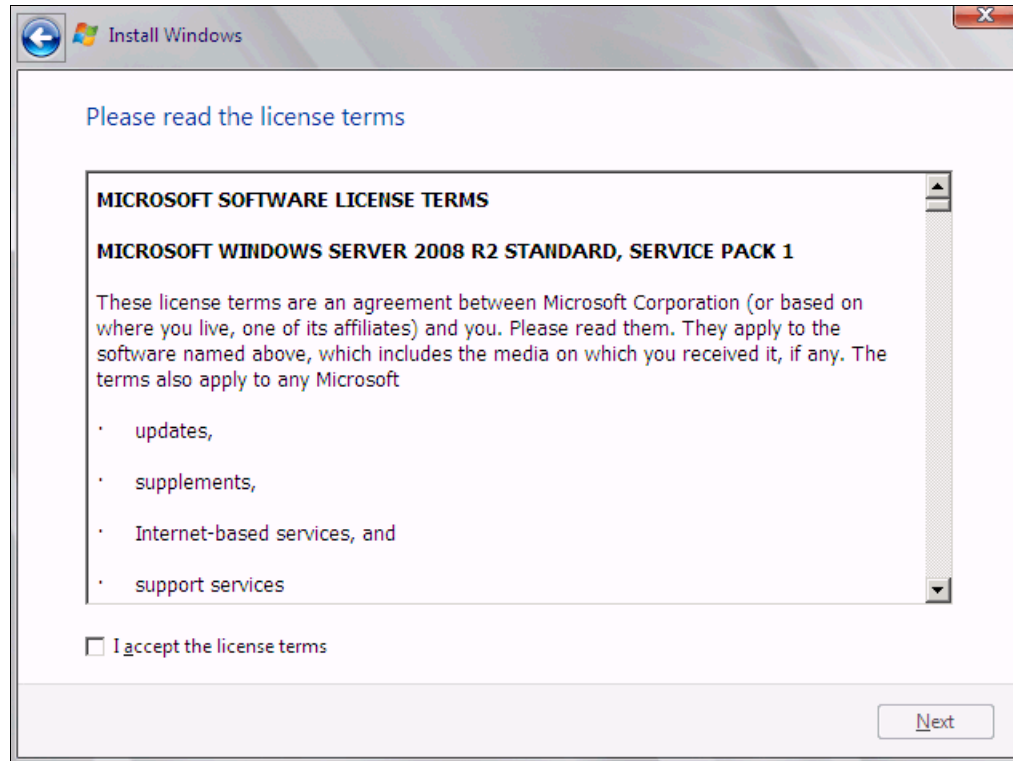 Install Windows
Please read the license terms
MICROSOFT SOFTWARE LICENSE TERMS
MICROSOFT WINDOWS SERVER 2008 R2 STANDARD, SERVICE PACK 1
These license terms are an agreement between Microsoft Corporation (or based on
where you live, one of its affiliates) and you. Please read them. They apply to the
software named above, which includes the media on which you received it, if any. The
terms also apply to any Microsoft
· updates,
· supplements,
· Internet-based services, and
· support services
I accept the license terms
Next